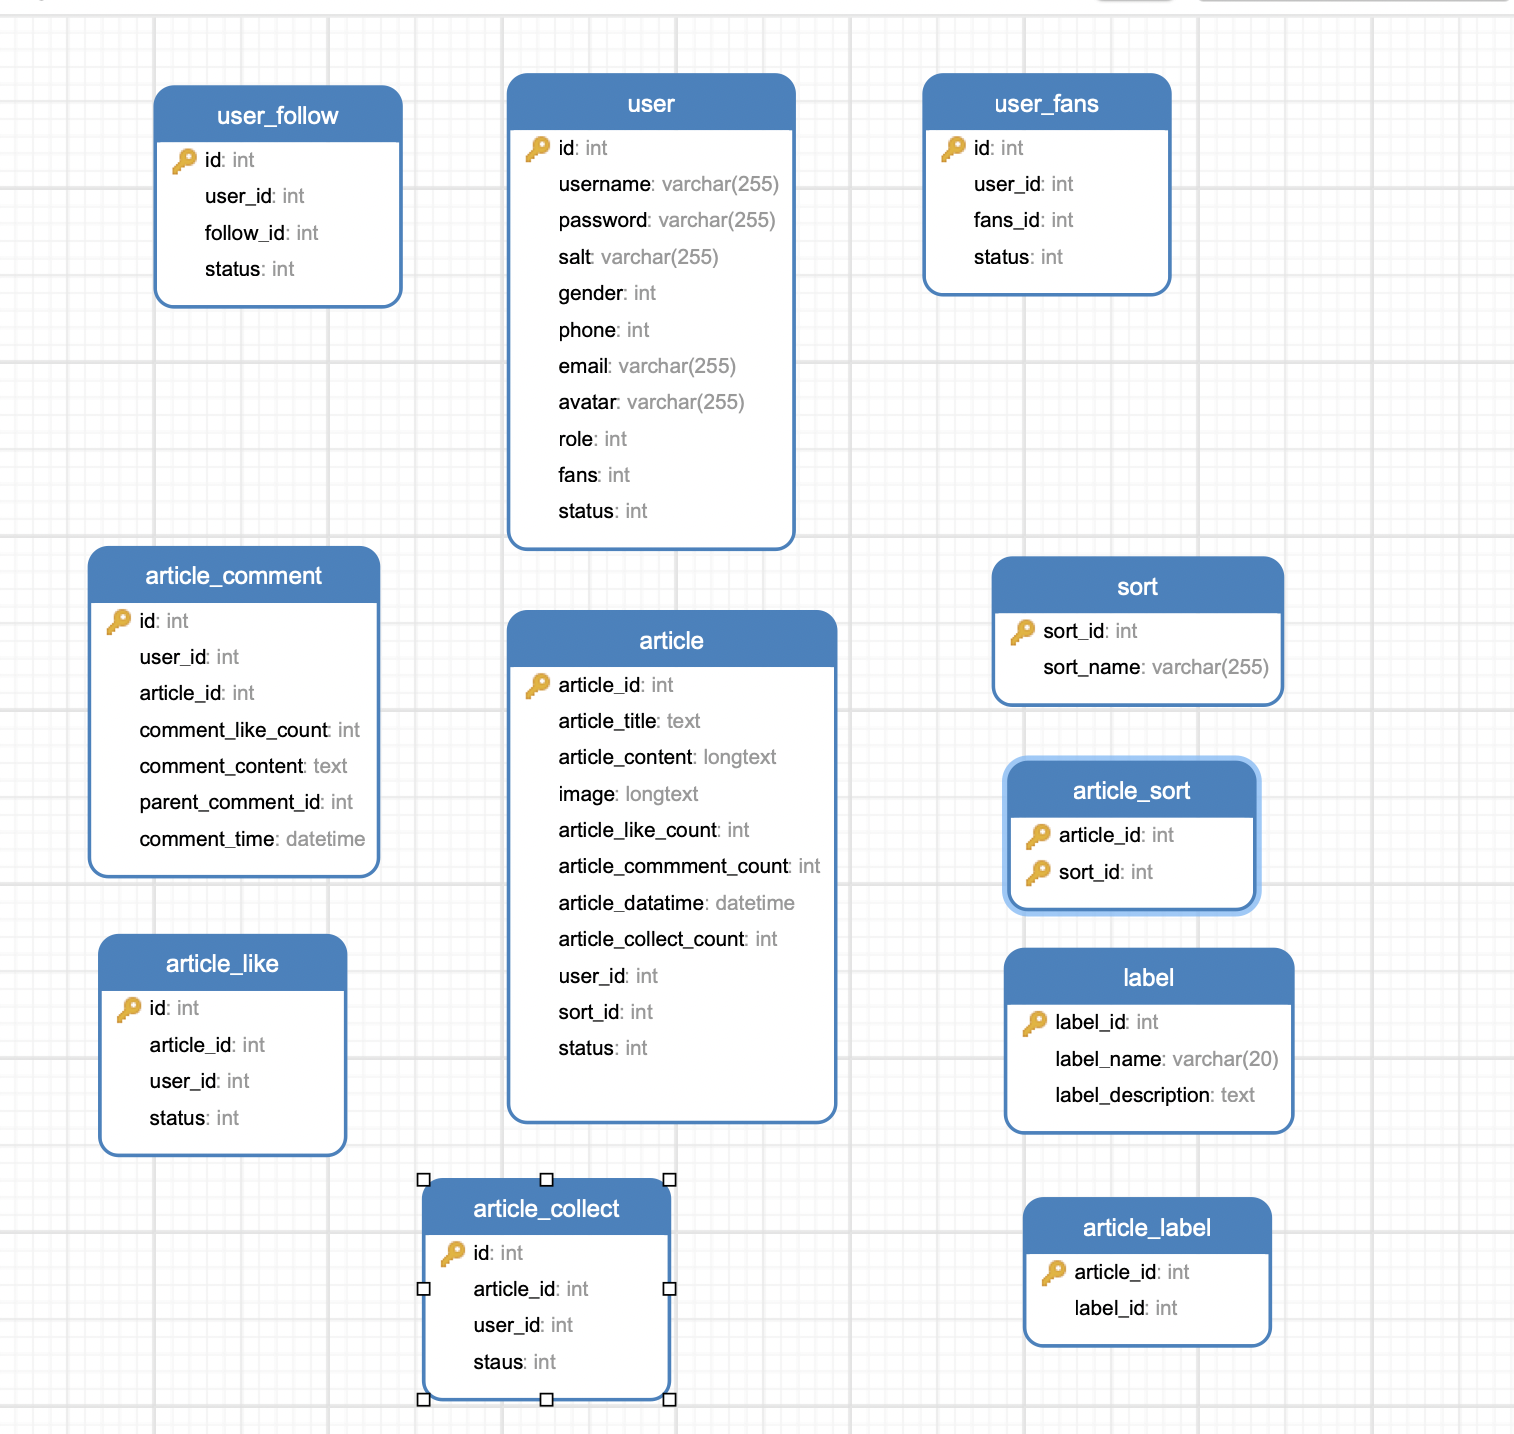 user_follow
id: int
user_id: int
follow_id: int
status: int
user
id: int
username: varchar(255)
password: varchar(255)
salt: varchar(255)
gender: int
phone: int
email: varchar(255)
avatar: varchar(255)
role: int
fans: int
status: int
user_fans
id: int
user_id: int
fans_id: int
status: int
article_comment
id: int
user_id: int
article_id: int
comment_like_count: int
comment_content: text
parent_comment_id: int
comment_time: datetime
article
article_id: int
article_title: text
article_content: longtext
image: longtext
article_like_count: int
article_commment_count: int
article_datatime: datetime
article_collect_count: int
user_id: int
sort_id: int
status: int
sort
sort_id: int
sort_name: varchar(255)
article_sort
article_id: int
sort_id: int
article_like
id: int
article_id: int
user_id: int
status: int
label
label_id: int
label_name: varchar(20)
label_description: text
article_collect
id: int
article_id: int
user_id: int
staus: int
article_label
article_id: int
label_id: int